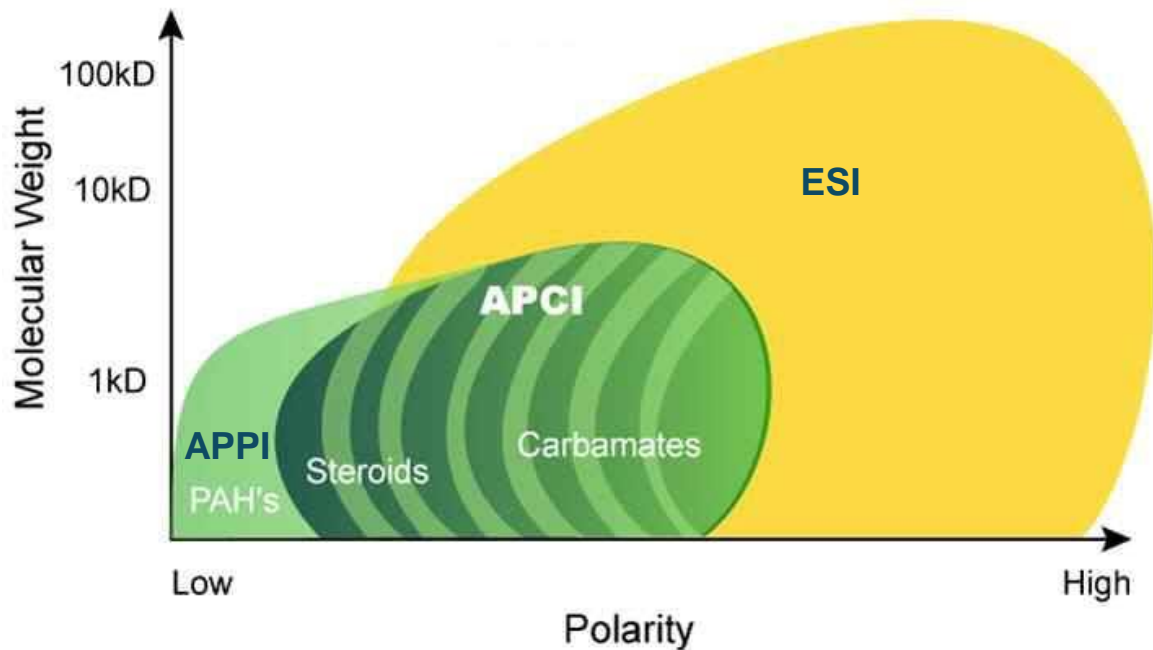 Molecular Weight
100kD
10kD
1kD
ESI
APCI
APPI
PAH's
Steroids
Carbamates
Low
High
Polarity